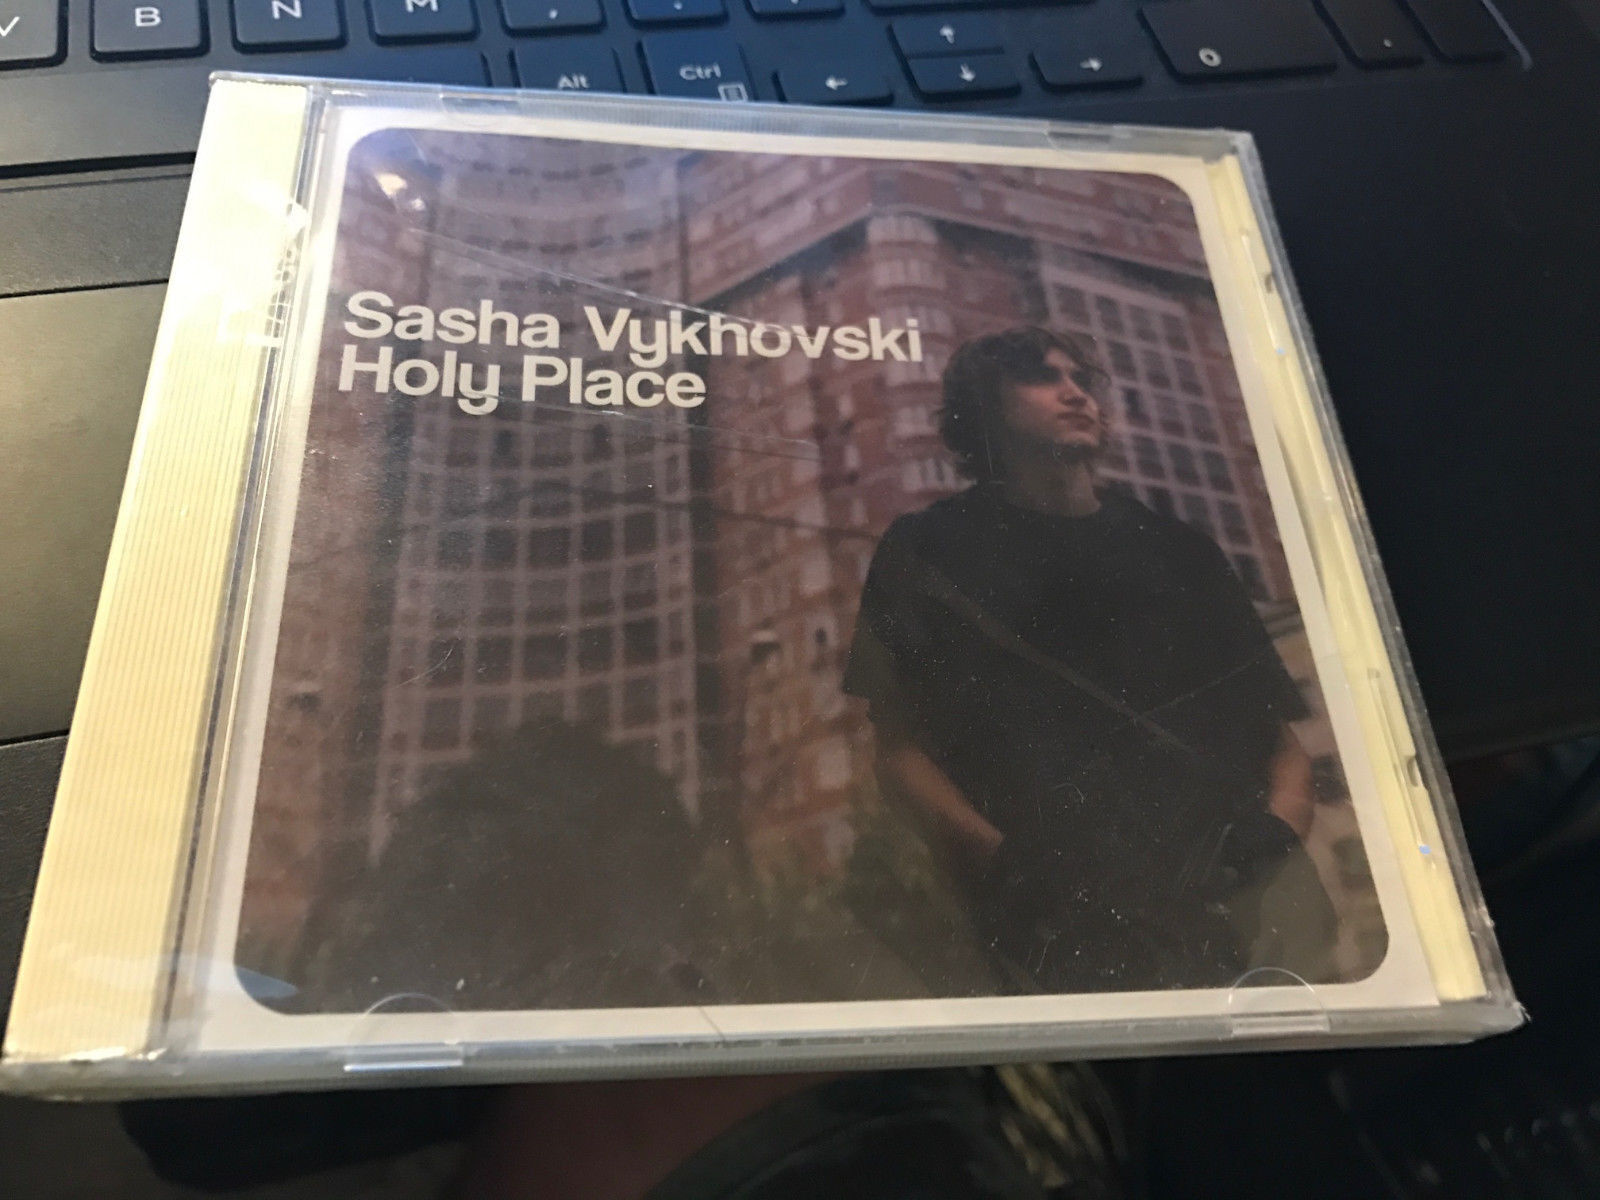 V B N M , .
Alt Ctrl ← ↑ ↓ → 0 .
Sasha Vykhovski
Holy Place